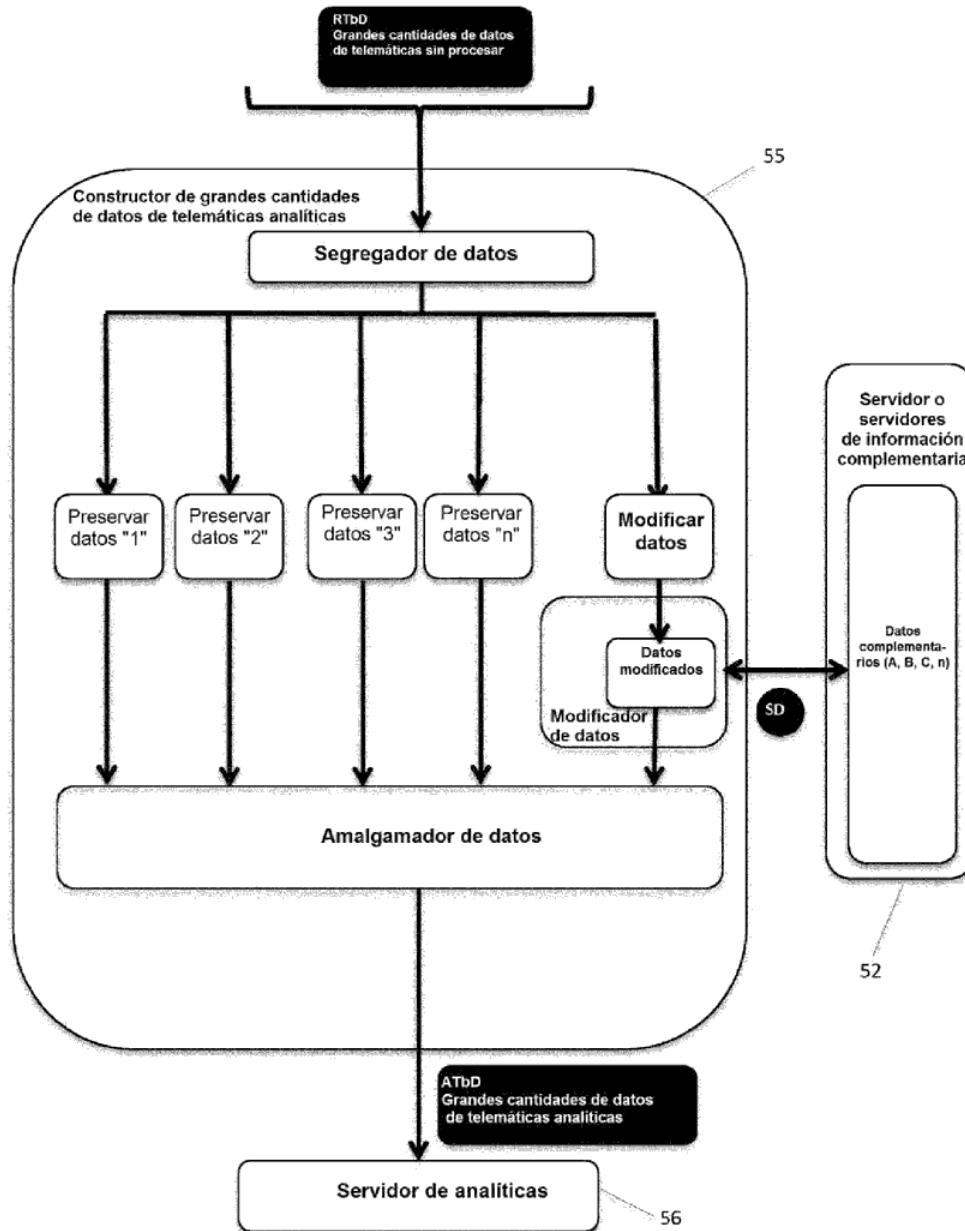 RTbD
Grandes cantidades de datos
de telemáticas sin procesar
55
Constructor de grandes cantidades
de datos de telemáticas analíticas
Segregador de datos
Servidor o
servidores
de información
complementaria
Preservar
datos "1"
Preservar
datos "2"
Preservar
datos "3"
Preservar
datos "n"
Modificar
datos
Datos
modificados
Modificador
de datos
SD
Datos
complementa-
rios (A, B, C, n)
Amalgamador de datos
52
ATbD
Grandes cantidades de datos
de telemáticas analíticas
Servidor de analíticas
56